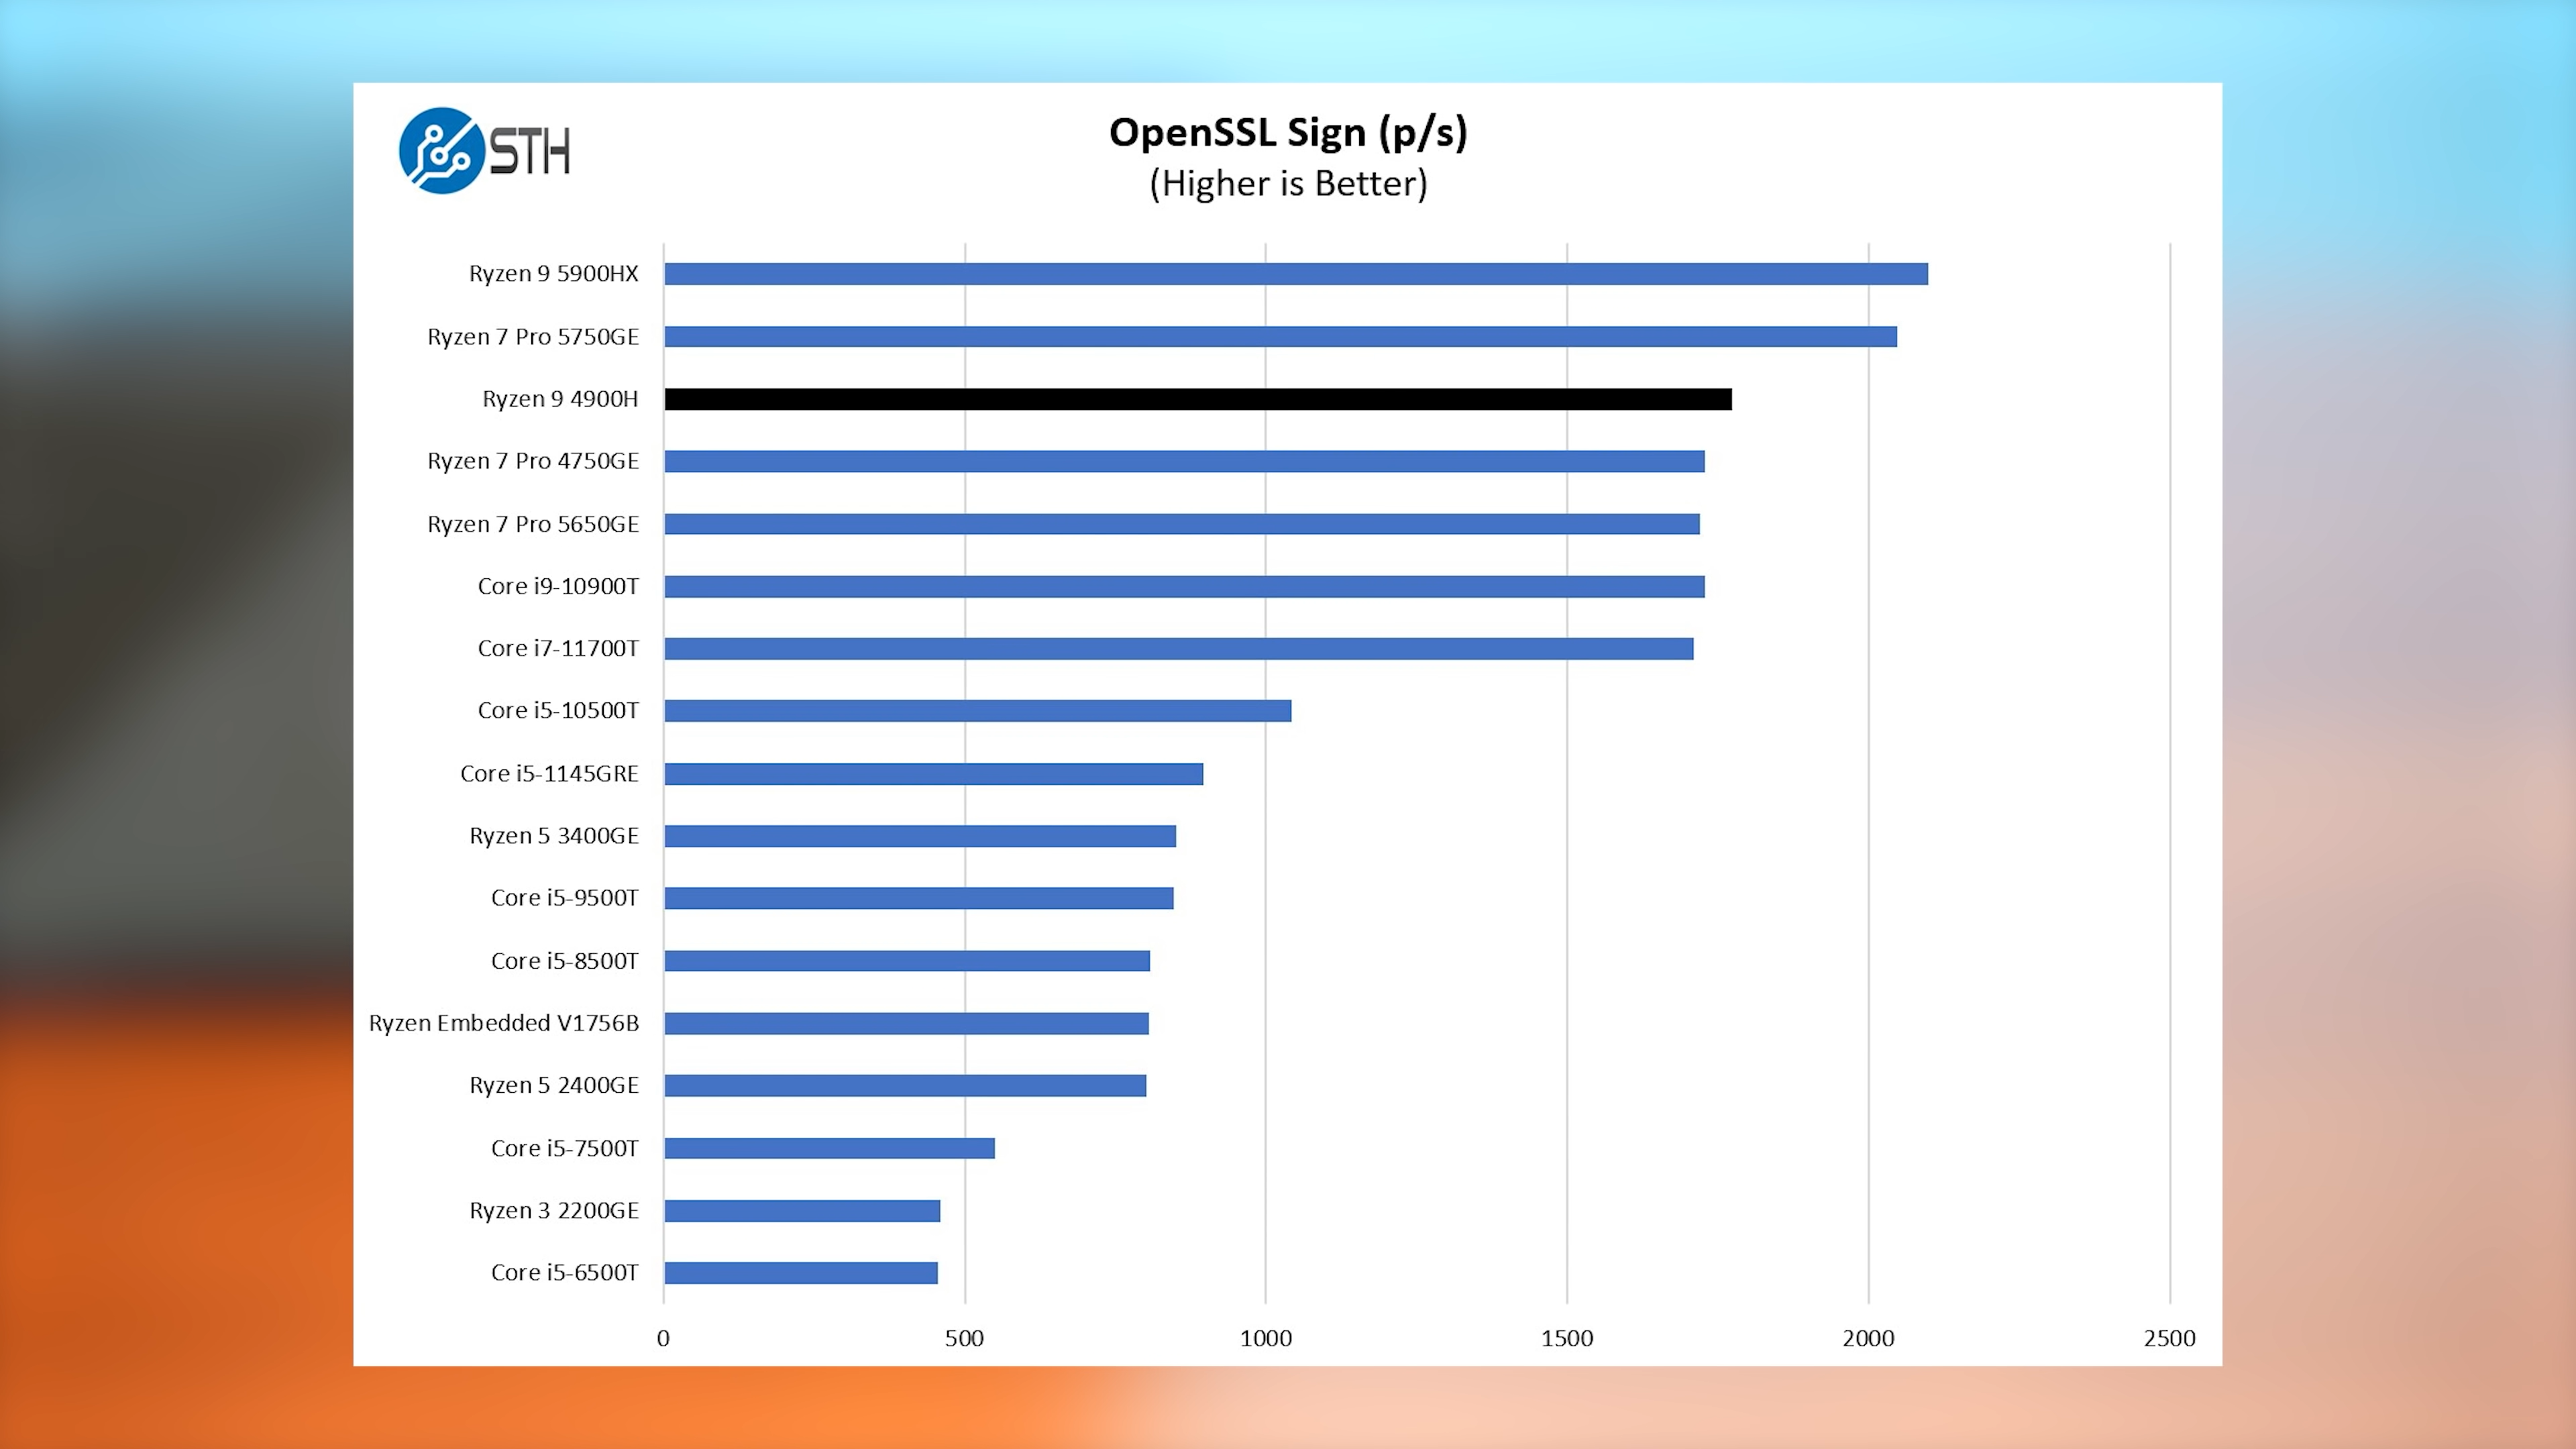 STH
OpenSSL Sign (p/s)
(Higher is Better)
Ryzen 9 5900HX
Ryzen 7 Pro 5750GE
Ryzen 9 4900H
Ryzen 7 Pro 4750GE
Ryzen 7 Pro 5650GE
Core i9-10900T
Core i7-11700T
Core i5-10500T
Core i5-1145GRE
Ryzen 5 3400GE
Core i5-9500T
Core i5-8500T
Ryzen Embedded V1756B
Ryzen 5 2400GE
Core i5-7500T
Ryzen 3 2200GE
Core i5-6500T
0 500 1000 1500 2000 2500